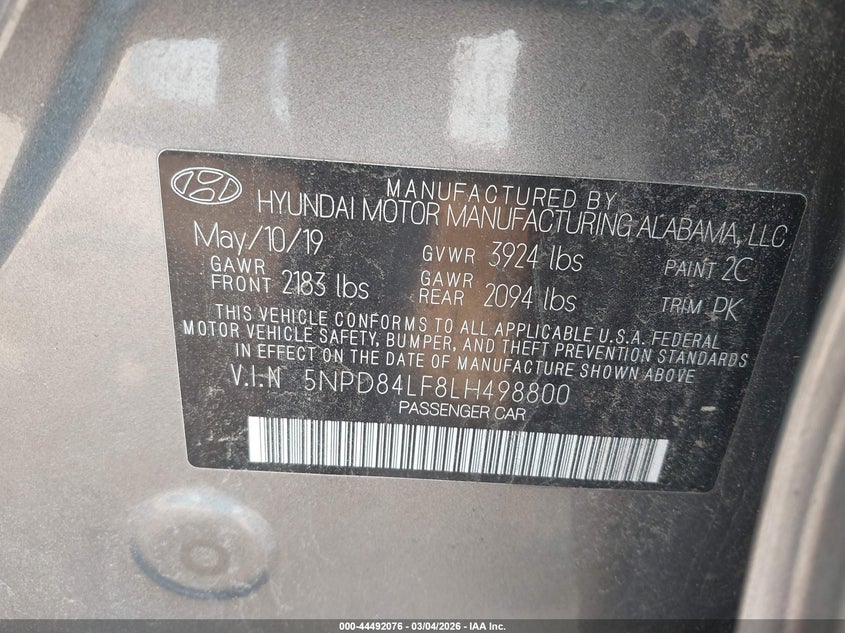 MANUFACTURED BY
HYUNDAI MOTOR MANUFACTURING ALABAMA, LLC
May/10/19 GVWR 3924 lbs PAINT 2C
GAWR FRONT 2183 lbs GAWR REAR 2094 lbs TRIM PK
THIS VEHICLE CONFORMS TO ALL APPLICABLE U.S.A. FEDERAL
MOTOR VEHICLE SAFETY, BUMPER, AND THEFT PREVENTION STANDARDS
IN EFFECT ON THE DATE OF MANUFACTURE SHOWN ABOVE
V.I.N 5NPD84LF8LH498800
PASSENGER CAR
000-44492076 - 03/04/2026 - IAA Inc.